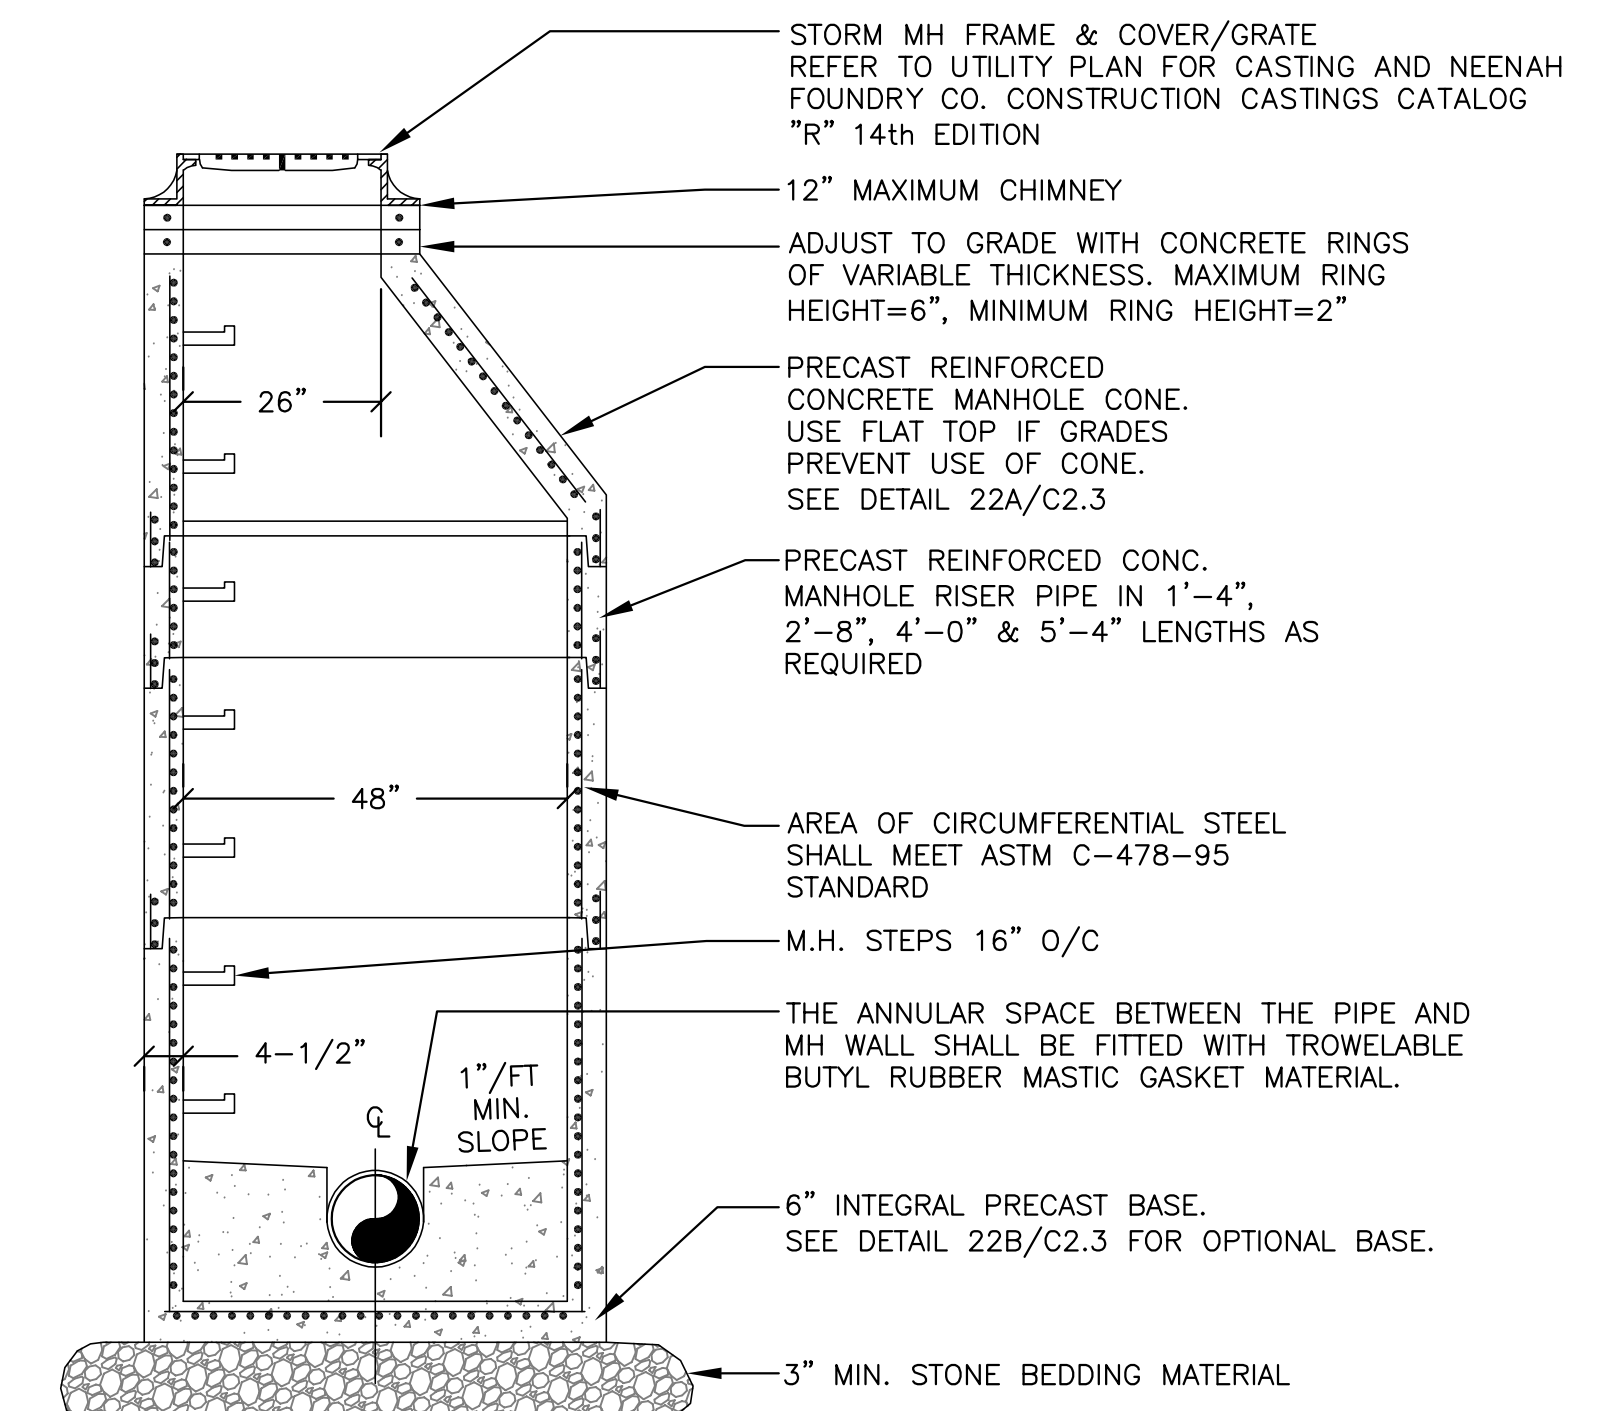 STORM MH FRAME & COVER/GRATE
REFER TO UTILITY PLAN FOR CASTING AND NEENAH
FOUNDRY CO. CONSTRUCTION CASTINGS CATALOG
"R" 14th EDITION
12" MAXIMUM CHIMNEY
ADJUST TO GRADE WITH CONCRETE RINGS
OF VARIABLE THICKNESS. MAXIMUM RING
HEIGHT=6", MINIMUM RING HEIGHT=2"
PRECAST REINFORCED
CONCRETE MANHOLE CONE.
USE FLAT TOP IF GRADES
PREVENT USE OF CONE.
SEE DETAIL 22A/C2.3
26"
PRECAST REINFORCED CONC.
MANHOLE RISER PIPE IN 1'-4",
2'-8", 4'-0" & 5'-4" LENGTHS AS
REQUIRED
48"
AREA OF CIRCUMFERENTIAL STEEL
SHALL MEET ASTM C-478-95
STANDARD
M.H. STEPS 16" O/C
THE ANNULAR SPACE BETWEEN THE PIPE AND
MH WALL SHALL BE FITTED WITH TROWELABLE
BUTYL RUBBER MASTIC GASKET MATERIAL.
4-1/2"
1"/FT
MIN.
SLOPE
CL
6" INTEGRAL PRECAST BASE.
SEE DETAIL 22B/C2.3 FOR OPTIONAL BASE.
3" MIN. STONE BEDDING MATERIAL